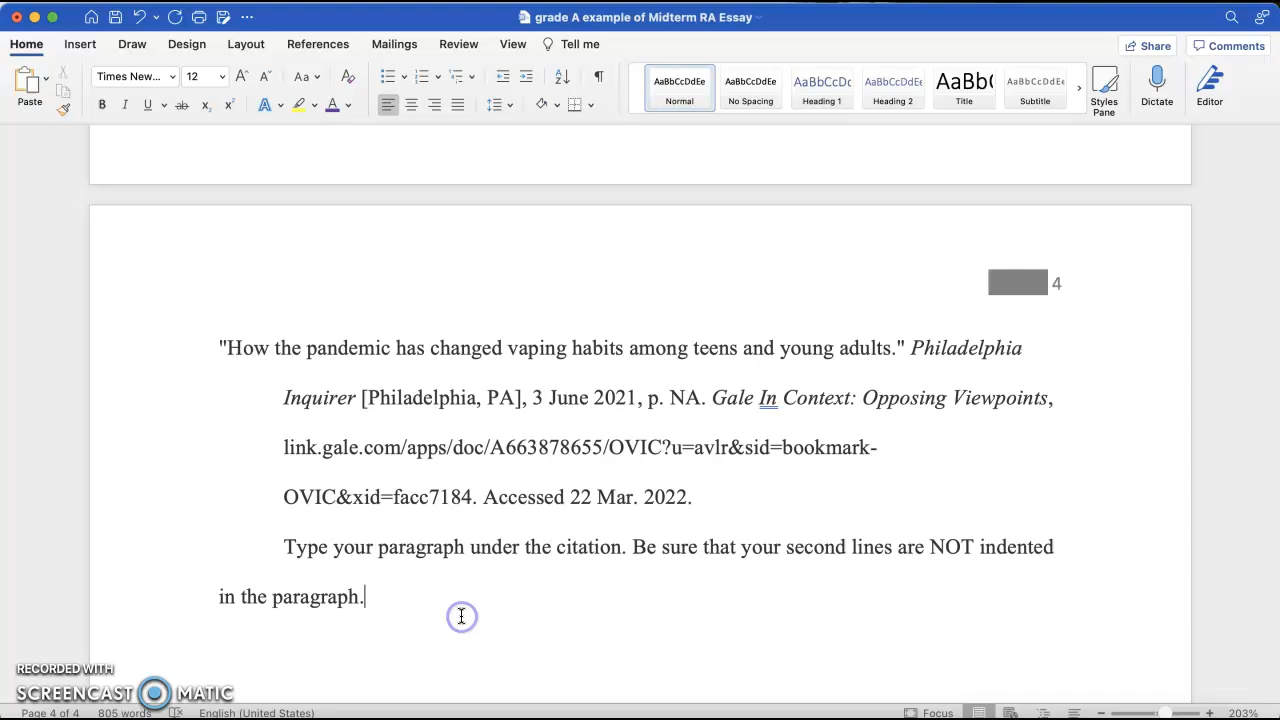 grade A example of Midterm RA Essay
Home Insert Draw Design Layout References Mailings Review View Tell me Share Comments
Paste Times New... 12 Aa AaBbCcDdEe Normal AaBbCcDdEe No Spacing AaBbCcDc Heading 1 AaBbCcDdEe Heading 2 AaBb( Title AaBbCcDdEe Subtitle Styles Pane Dictate Editor
4
"How the pandemic has changed vaping habits among teens and young adults." Philadelphia
Inquirer [Philadelphia, PA], 3 June 2021, p. NA. Gale In Context: Opposing Viewpoints,
link.gale.com/apps/doc/A663878655/OVIC?u=avlr&sid=bookmark-
OVIC&xid=facc7184. Accessed 22 Mar. 2022.
Type your paragraph under the citation. Be sure that your second lines are NOT indented
in the paragraph.
RECORDED WITH
SCREENCAST MATIC
Page 4 of 4 805 words English (United States) Focus 203%